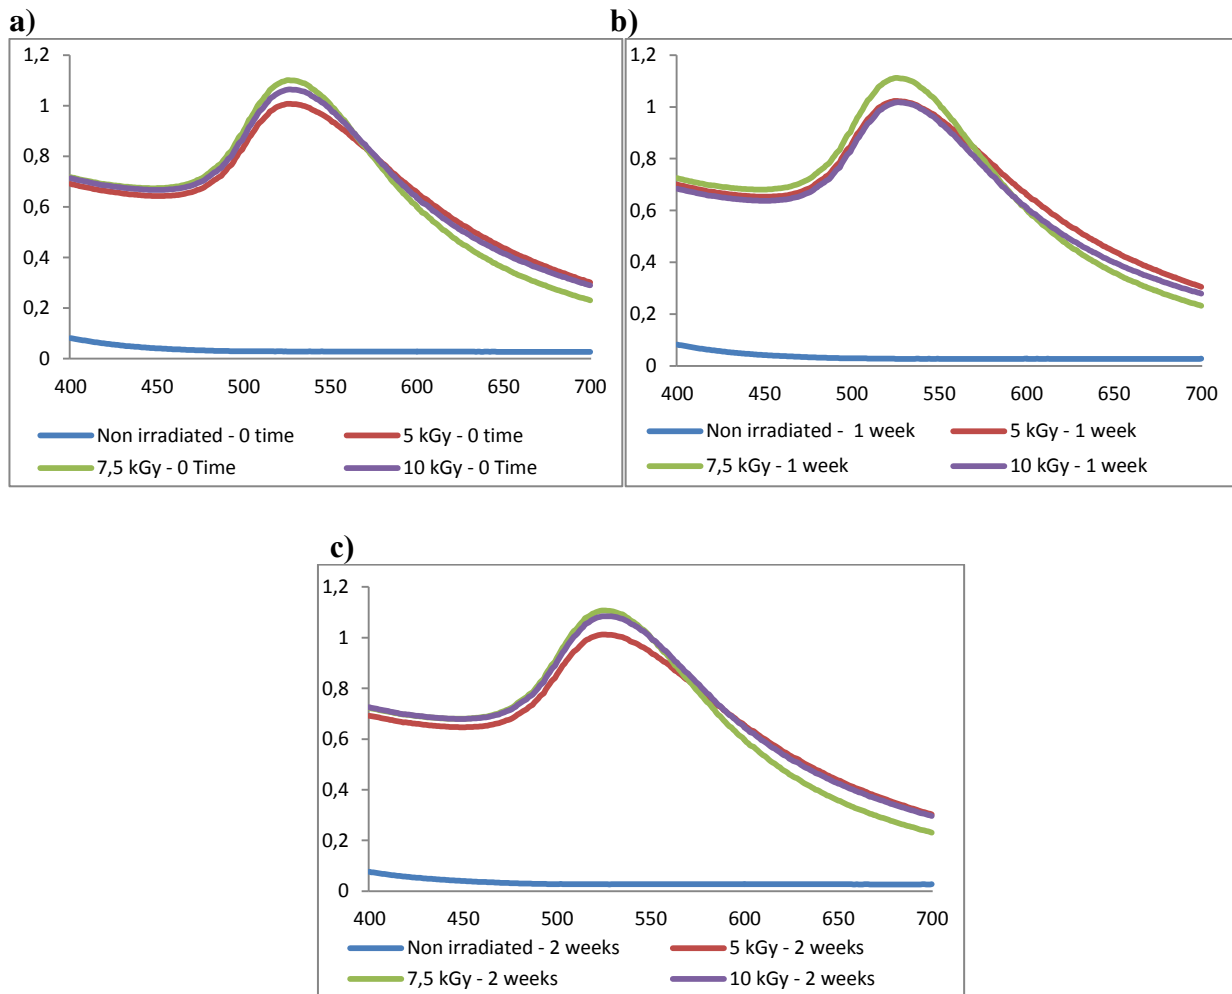 a)
1,2
1
0,8
0,6
0,4
0,2
0
400 450 500 550 600 650 700
Non irradiated - 0 time 5 kGy - 0 time
7,5 kGy - 0 Time 10 kGy - 0 Time
b)
1,2
1
0,8
0,6
0,4
0,2
0
400 450 500 550 600 650 700
Non irradiated - 1 week 5 kGy - 1 week
7,5 kGy - 1 week 10 kGy - 1 week
c)
1,2
1
0,8
0,6
0,4
0,2
0
400 450 500 550 600 650 700
Non irradiated - 2 weeks 5 kGy - 2 weeks
7,5 kGy - 2 weeks 10 kGy - 2 weeks